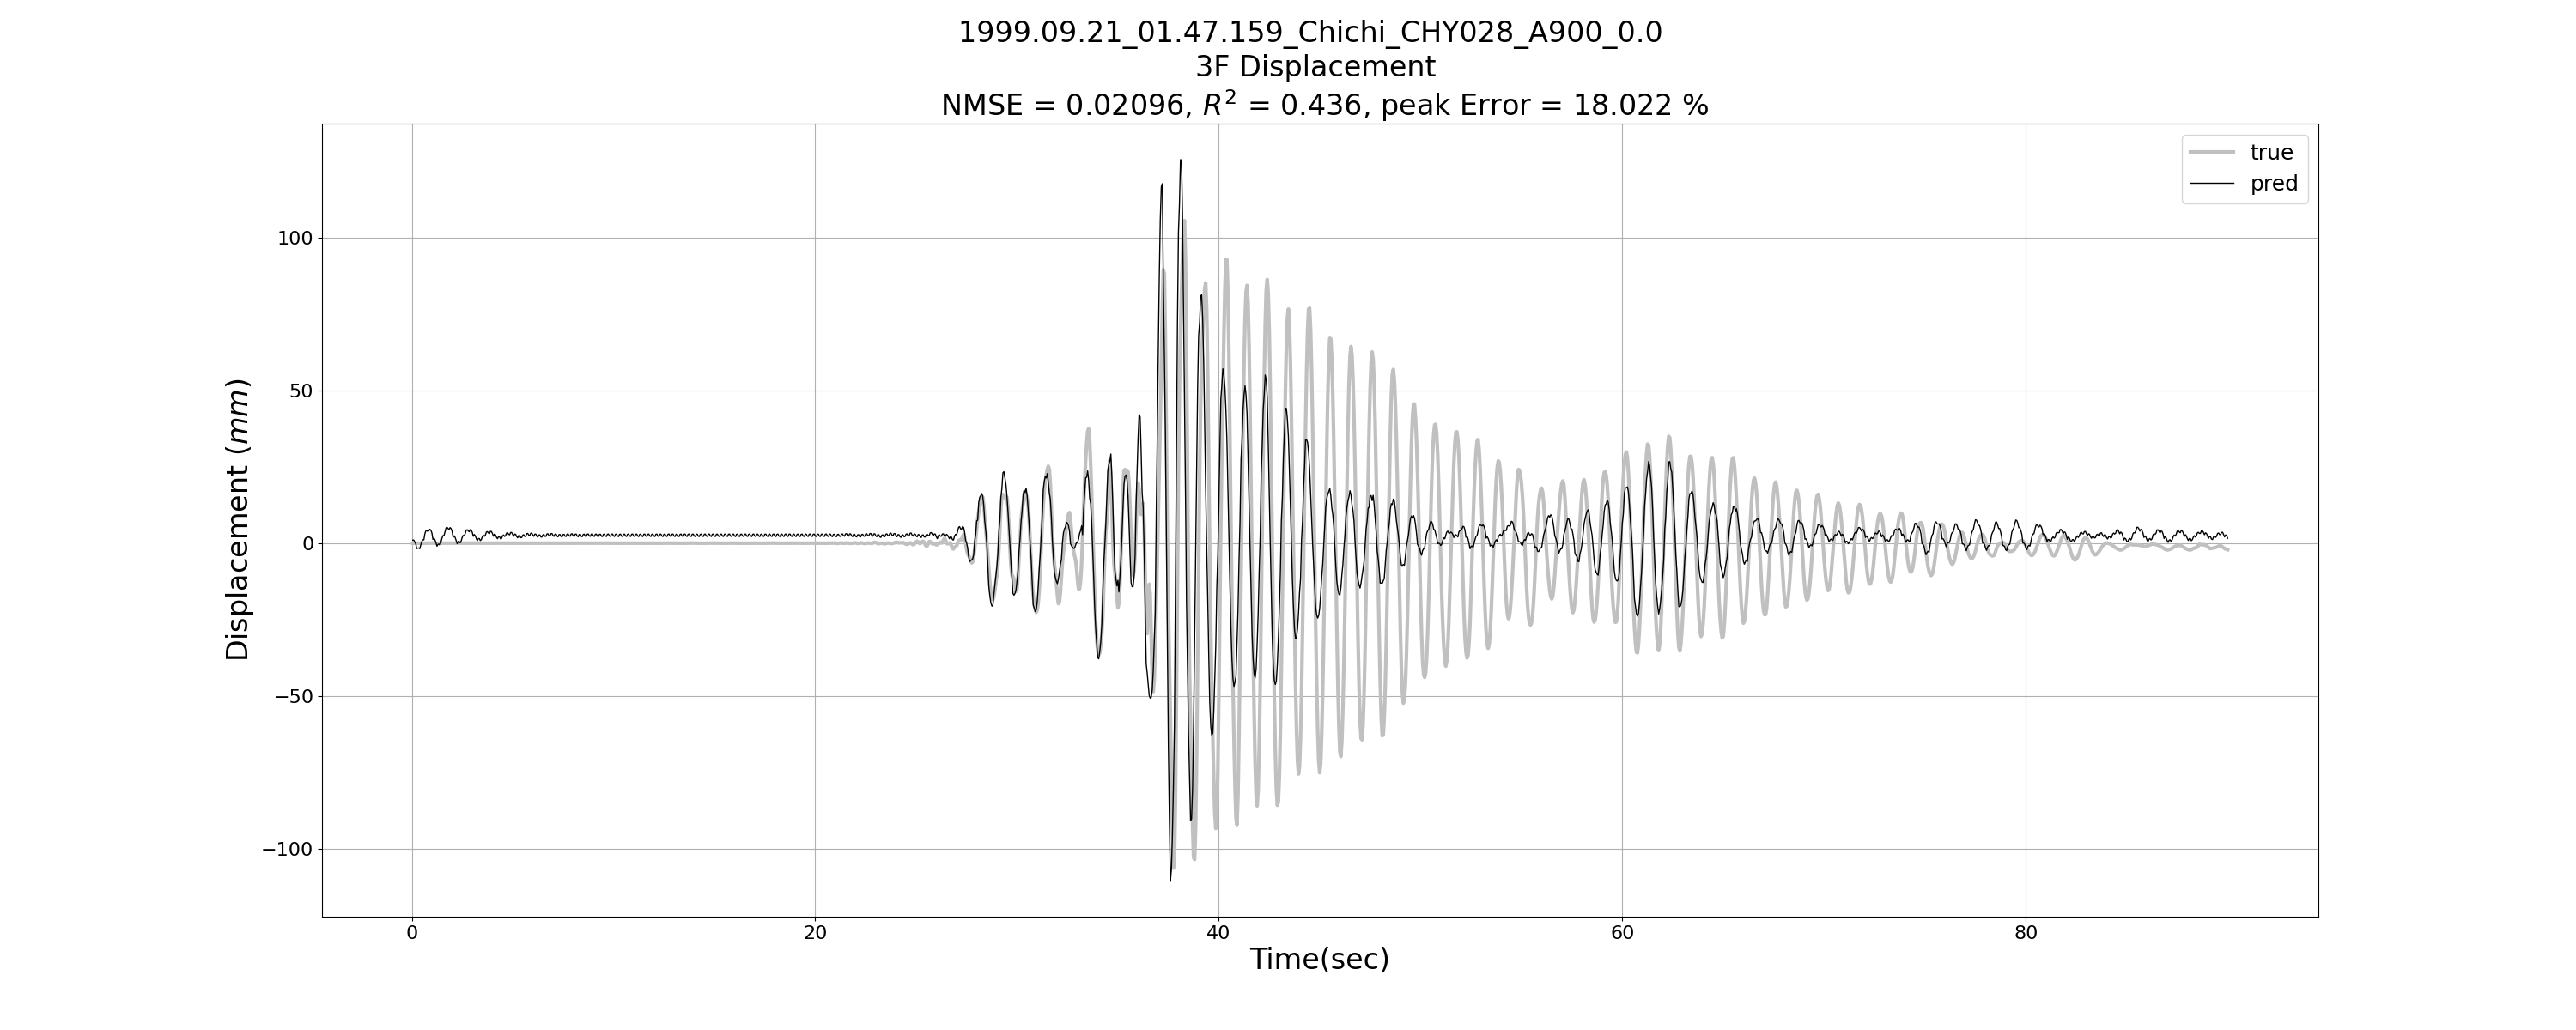 1999.09.21_01.47.159_Chichi_CHY028_A900_0.0
3F Displacement
NMSE = 0.02096, R² = 0.436, peak Error = 18.022 %
true
pred
Displacement (mm)
100
50
0
−50
−100
0
20
40
60
80
Time(sec)